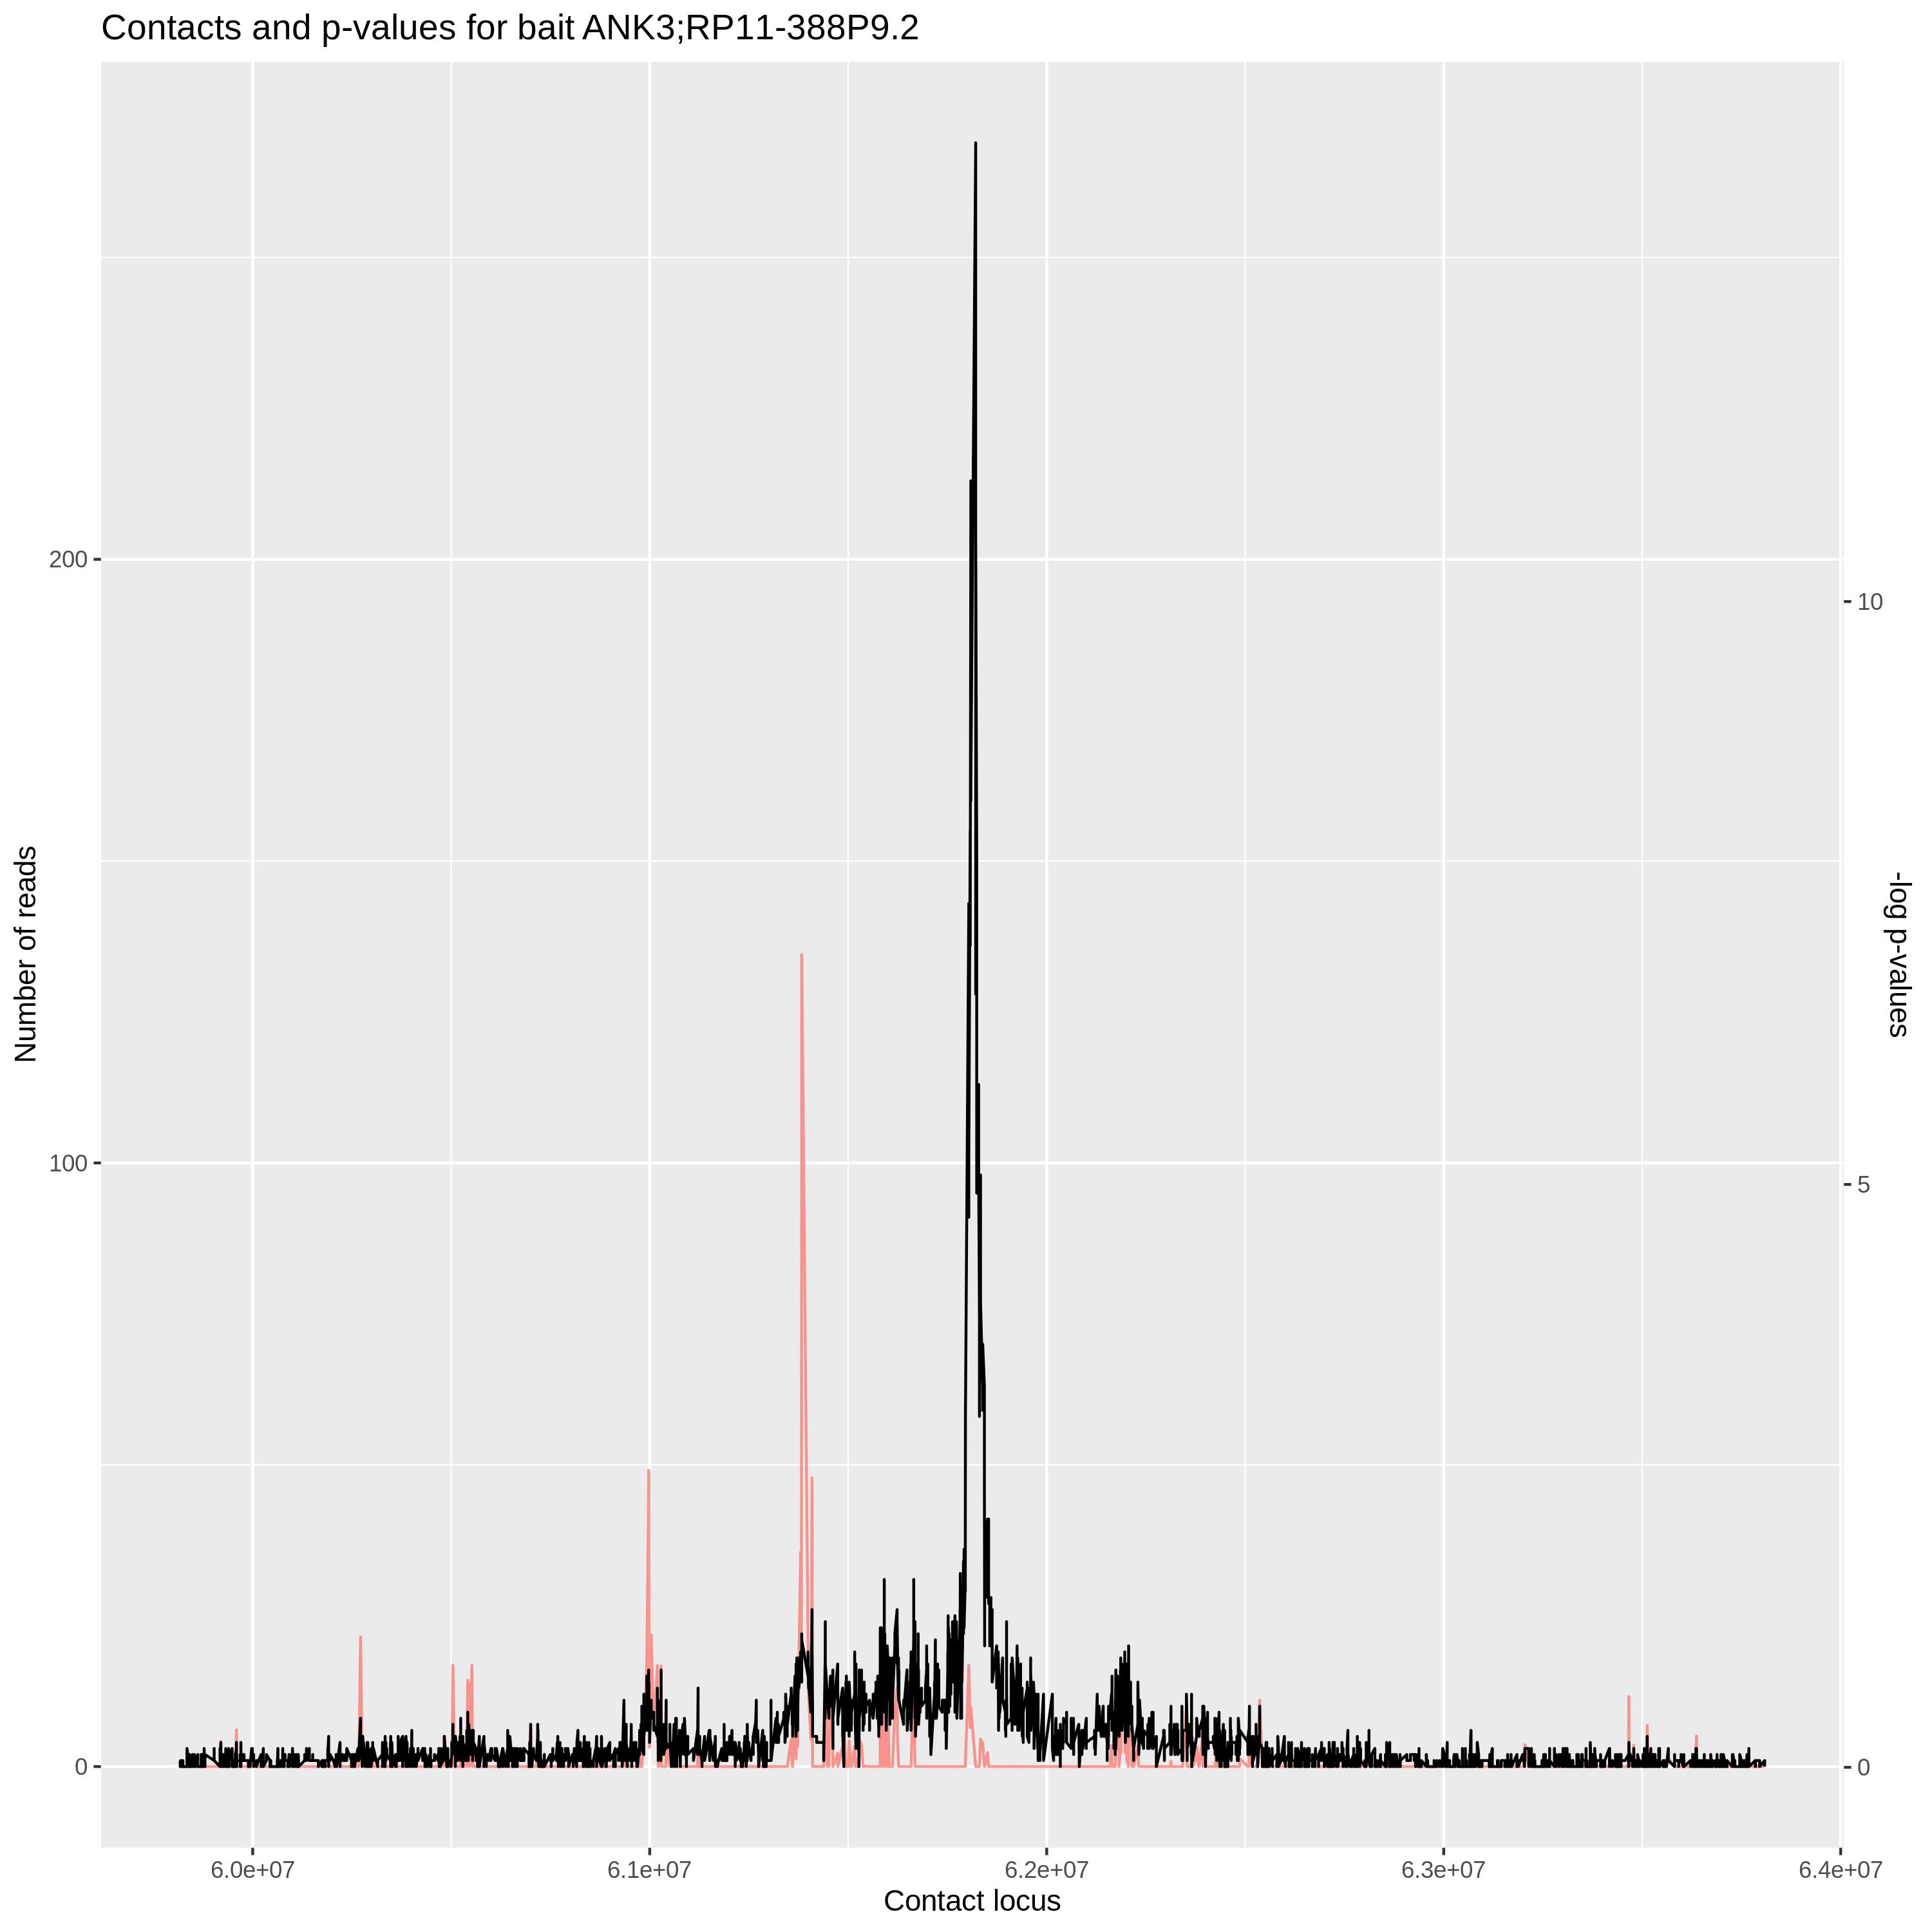 Contacts and p-values for bait ANK3;RP11-388P9.2
Number of reads
200
100
0
10
5
0
-log p-values
6.0e+07
6.1e+07
6.2e+07
6.3e+07
6.4e+07
Contact locus